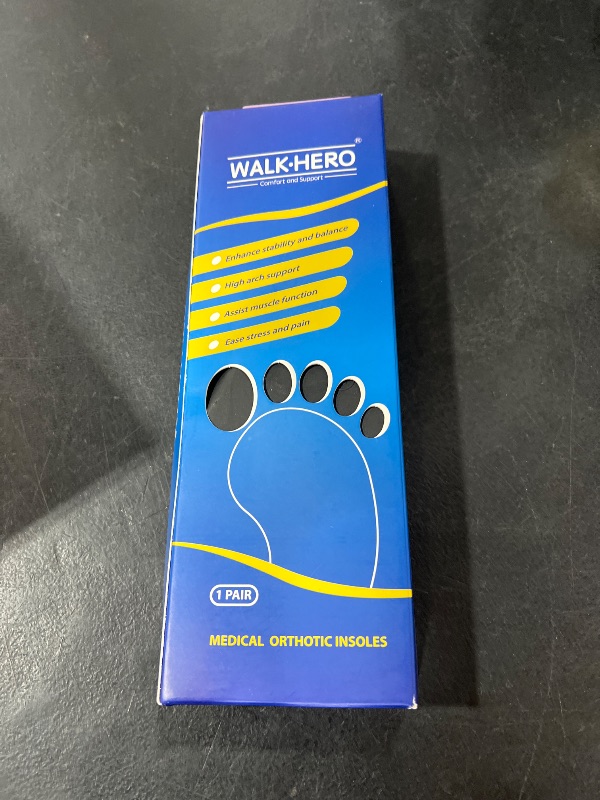 WALK·HERO®
Comfort and Support
Enhance stability and balance
High arch support
Assist muscle function
Ease stress and pain
1 PAIR
MEDICAL ORTHOTIC INSOLES